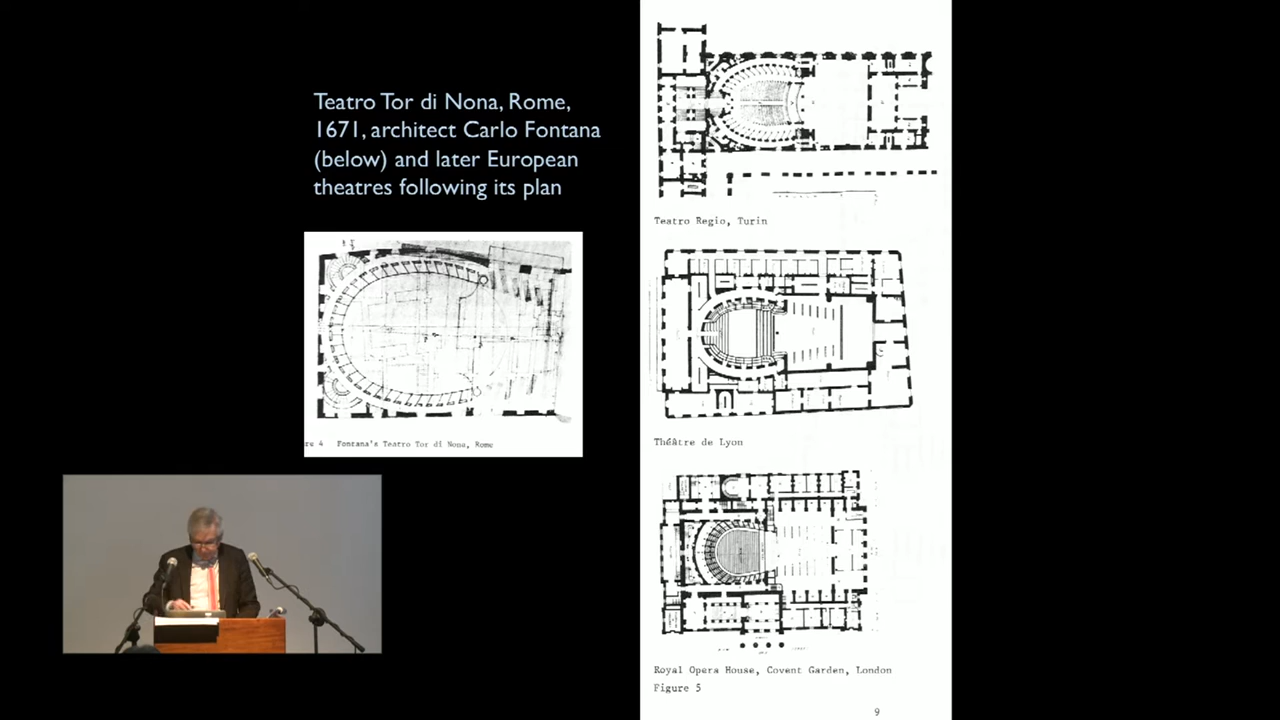 Teatro Tor di Nona, Rome,
1671, architect Carlo Fontana
(below) and later European
theatres following its plan
re 4 Fontana's Teatro Tor di Nona, Rome
Teatro Regio, Turin
Théâtre de Lyon
Royal Opera House, Covent Garden, London
Figure 5
9